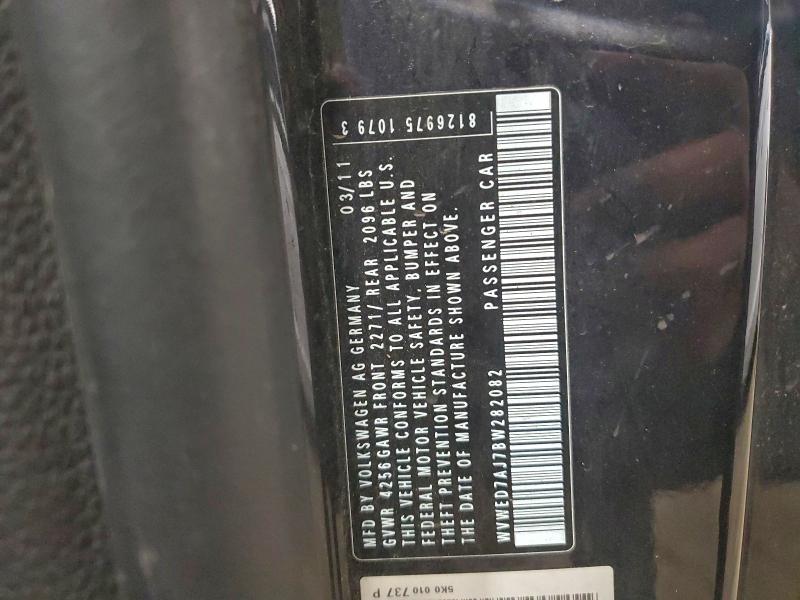 MFD BY VOLKSWAGEN AG GERMANY 03/11
GVWR 4256 GAWR FRONT 2271/ REAR 2096 LBS
THIS VEHICLE CONFORMS TO ALL APPLICABLE U.S.
FEDERAL MOTOR VEHICLE SAFETY, BUMPER AND
THEFT PREVENTION STANDARDS IN EFFECT ON
THE DATE OF MANUFACTURE SHOWN ABOVE.
WVWED7AJ7BW282082 PASSENGER CAR
8126975 1079 3
5K0 010 737 P